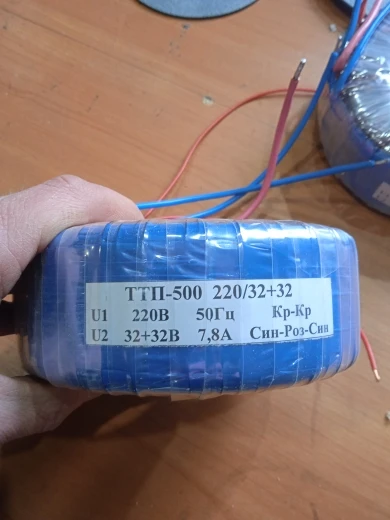 ТТП-500 220/32+32
U1 220В 50Гц Кр-Кр
U2 32+32В 7,8А Син-Роз-Син